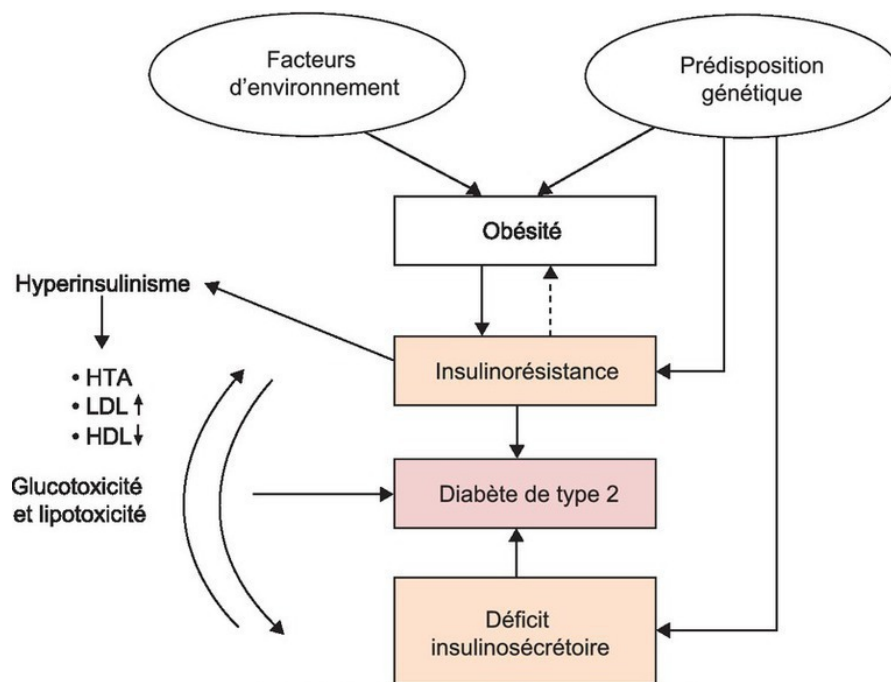 Facteurs
d'environnement
Prédisposition
génétique
Obésité
Hyperinsulinisme
Insulinorésistance
• HTA
• LDL ↑
• HDL ↓
Glucotoxicité
et lipotoxicité
Diabète de type 2
Déficit
insulinosécrétoire